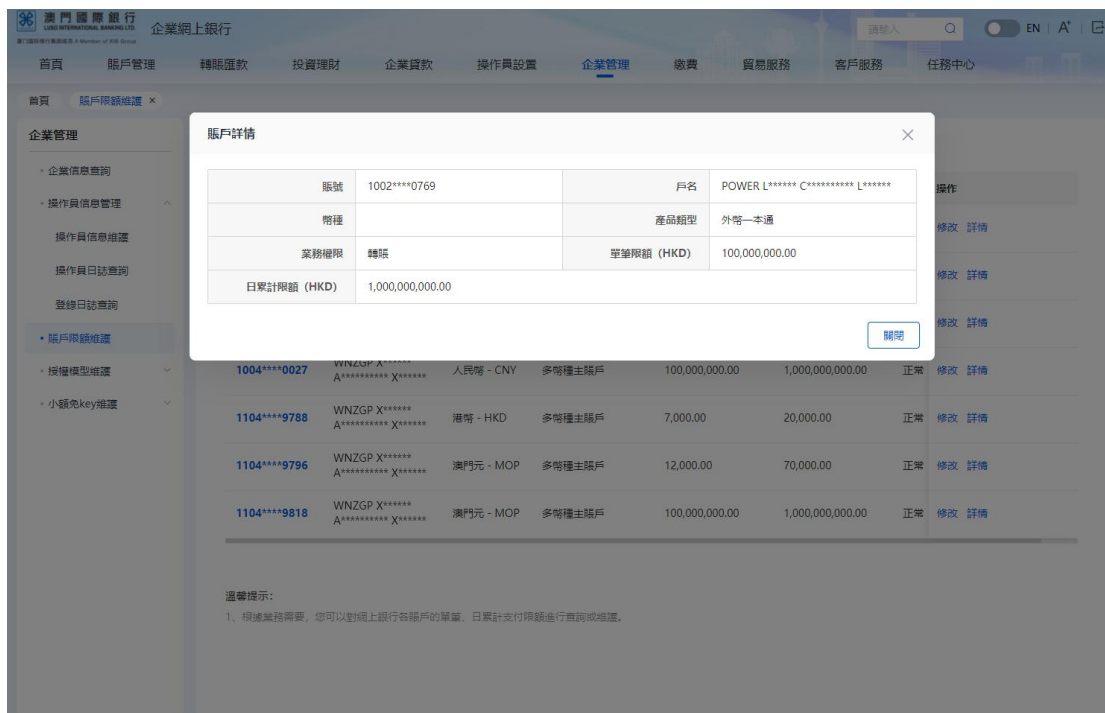 澳門國際銀行 企業網上銀行
LUSO INTERNATIONAL BANKING LTD.
請輸入 EN A⁺
首頁 賬戶管理 轉賬匯款 投資理財 企業貸款 操作員設置 企業管理 繳費 貿易服務 客戶服務 任務中心
首頁 賬戶限額維護 ×
企業管理
企業信息查詢
操作員信息管理
操作員信息維護
操作員日誌查詢
登錄日誌查詢
賬戶限額維護
授權模型維護
小額免key維護
賬戶詳情
賬號 1002****0769 戶名 POWER L****** C********** L******
幣種 產品類型 外幣一本通
業務權限 轉賬 單筆限額（HKD） 100,000,000.00
日累計限額（HKD） 1,000,000,000.00
關閉
操作
修改 詳情
修改 詳情
修改 詳情
1004****0027 WNZGP X****** A********** X****** 人民幣 - CNY 多幣種主賬戶 100,000,000.00 1,000,000,000.00 正常 修改 詳情
1104****9788 WNZGP X****** A********** X****** 港幣 - HKD 多幣種主賬戶 7,000.00 20,000.00 正常 修改 詳情
1104****9796 WNZGP X****** A********** X****** 澳門元 - MOP 多幣種主賬戶 12,000.00 70,000.00 正常 修改 詳情
1104****9818 WNZGP X****** A********** X****** 澳門元 - MOP 多幣種主賬戶 100,000,000.00 1,000,000,000.00 正常 修改 詳情
溫馨提示：
1、根據業務需要，您可以對網上銀行各賬戶的單筆、日累計支付限額進行查詢或維護。